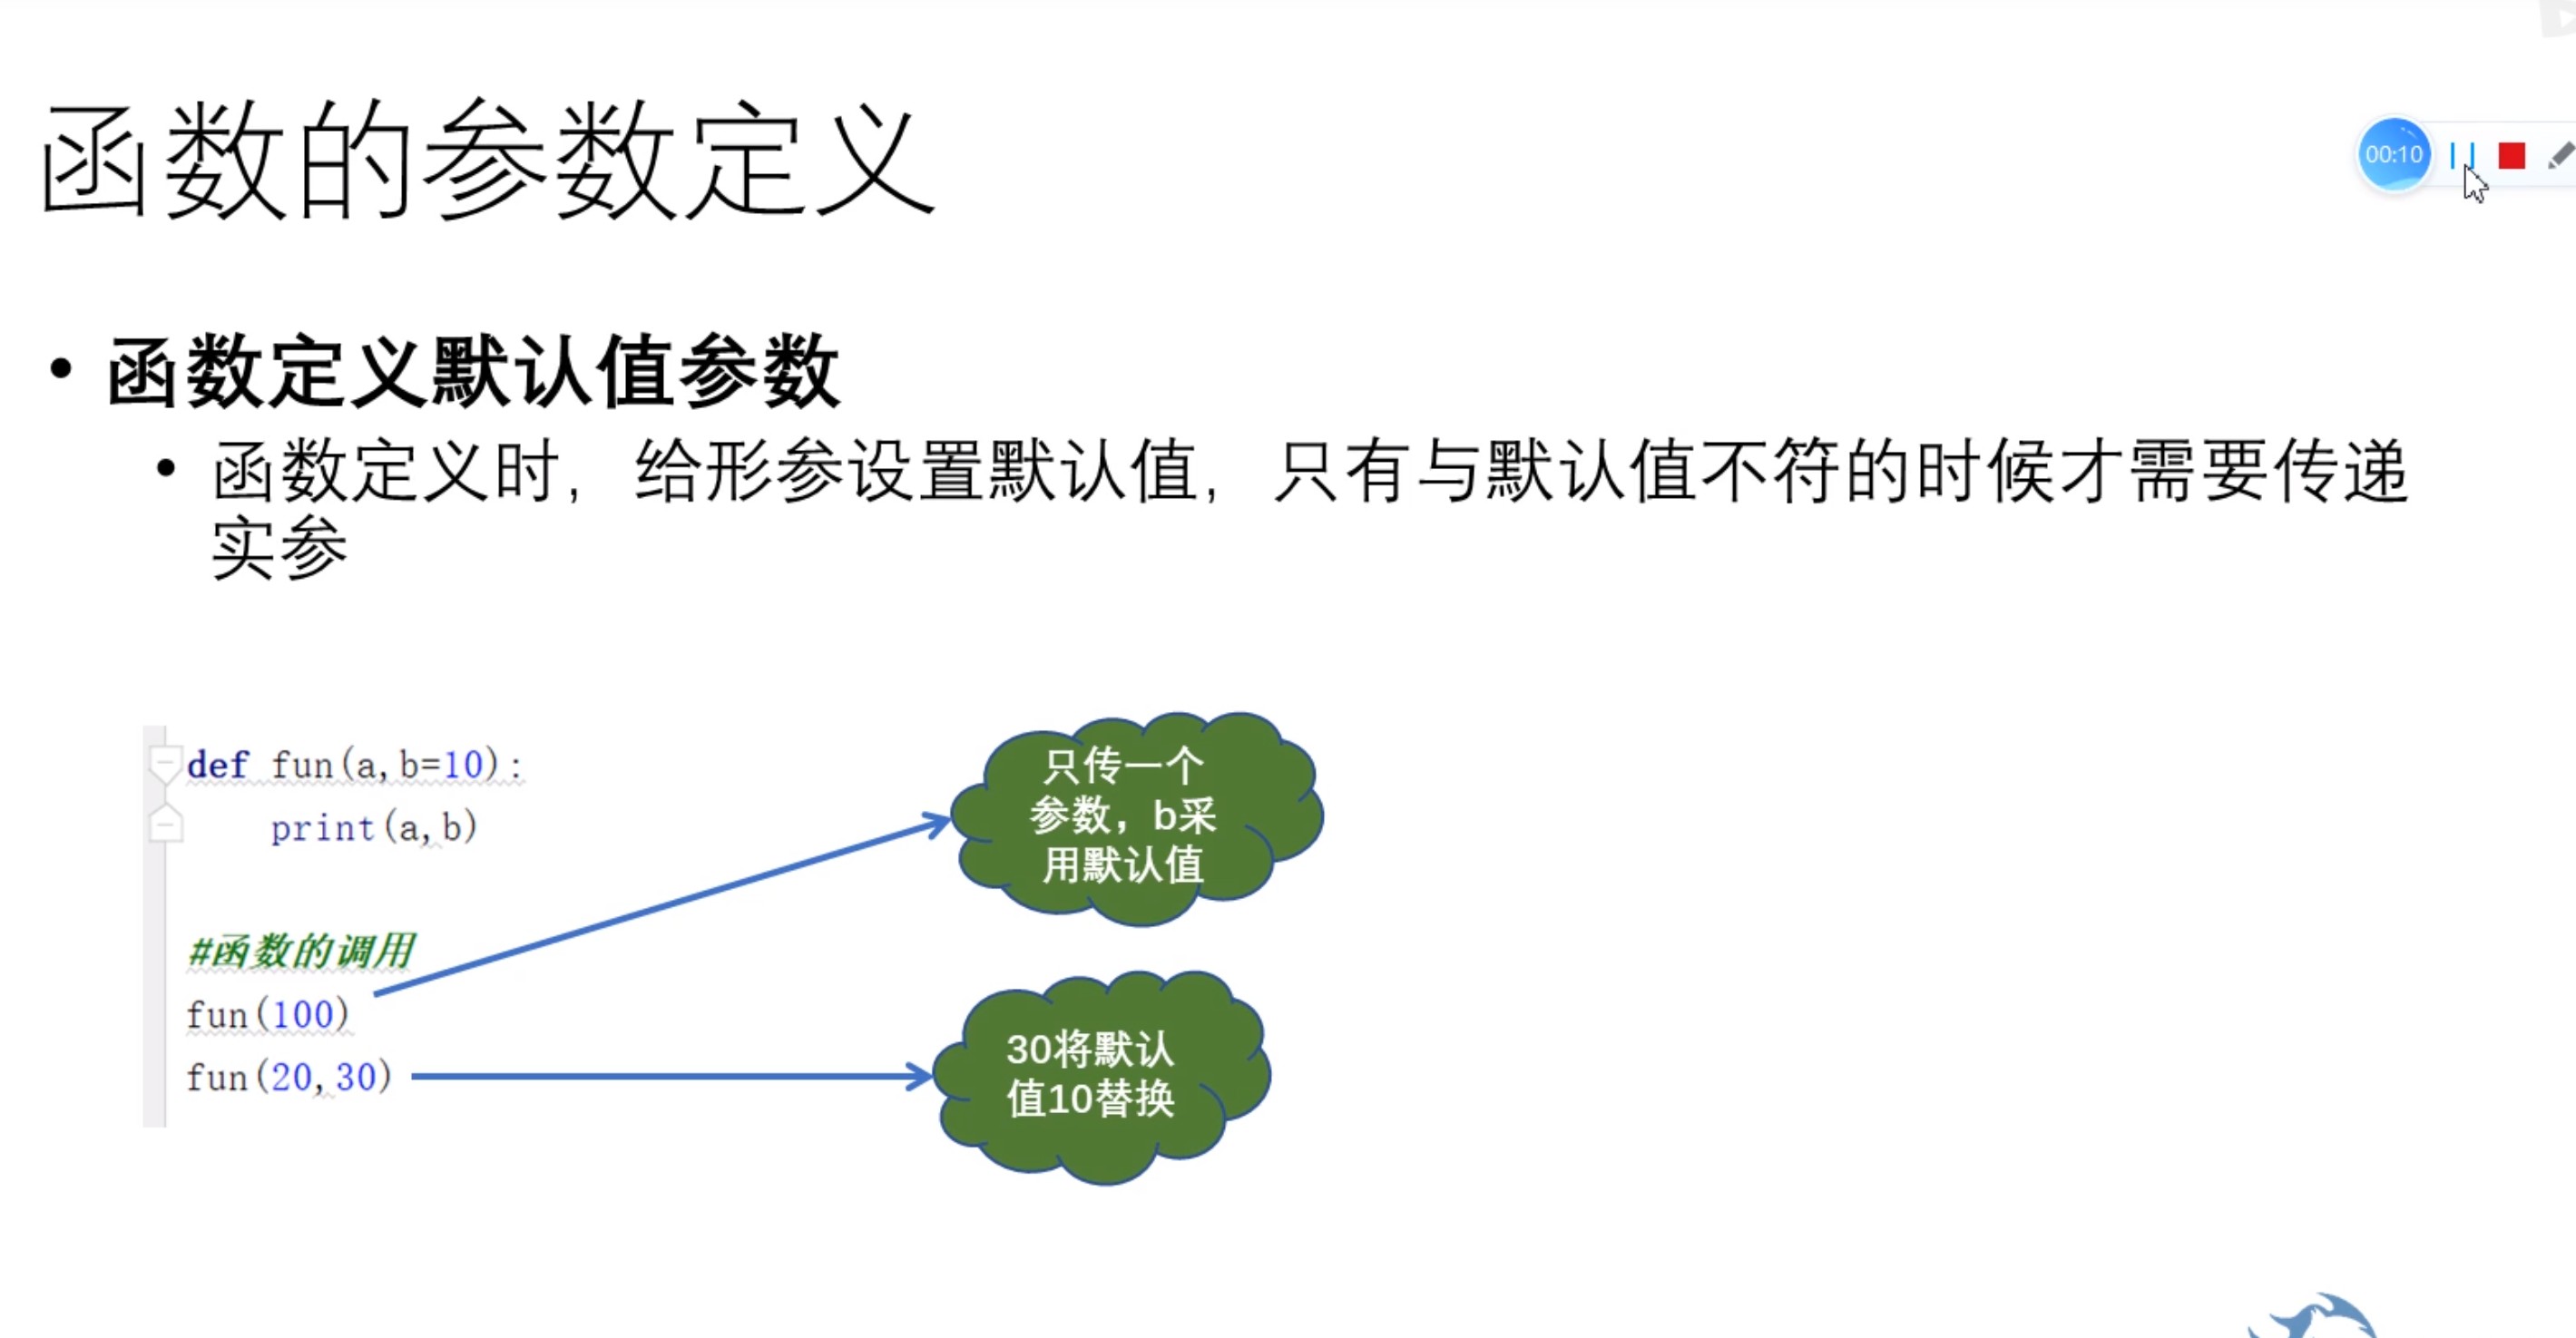 函数的参数定义
00:10
• 函数定义默认值参数
• 函数定义时，给形参设置默认值，只有与默认值不符的时候才需要传递
实参
def fun(a,b=10):
print(a,b)
#函数的调用
fun(100)
fun(20,30)
只传一个
参数，b采
用默认值
30将默认
值10替换